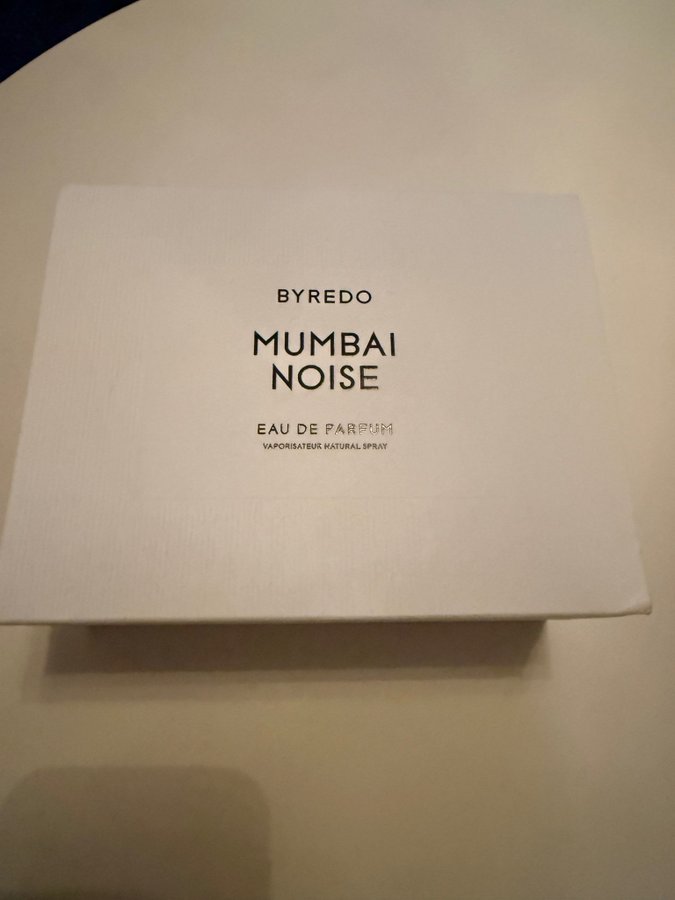 BYREDO
MUMBAI
NOISE
EAU DE PARFUM
VAPORISATEUR NATURAL SPRAY